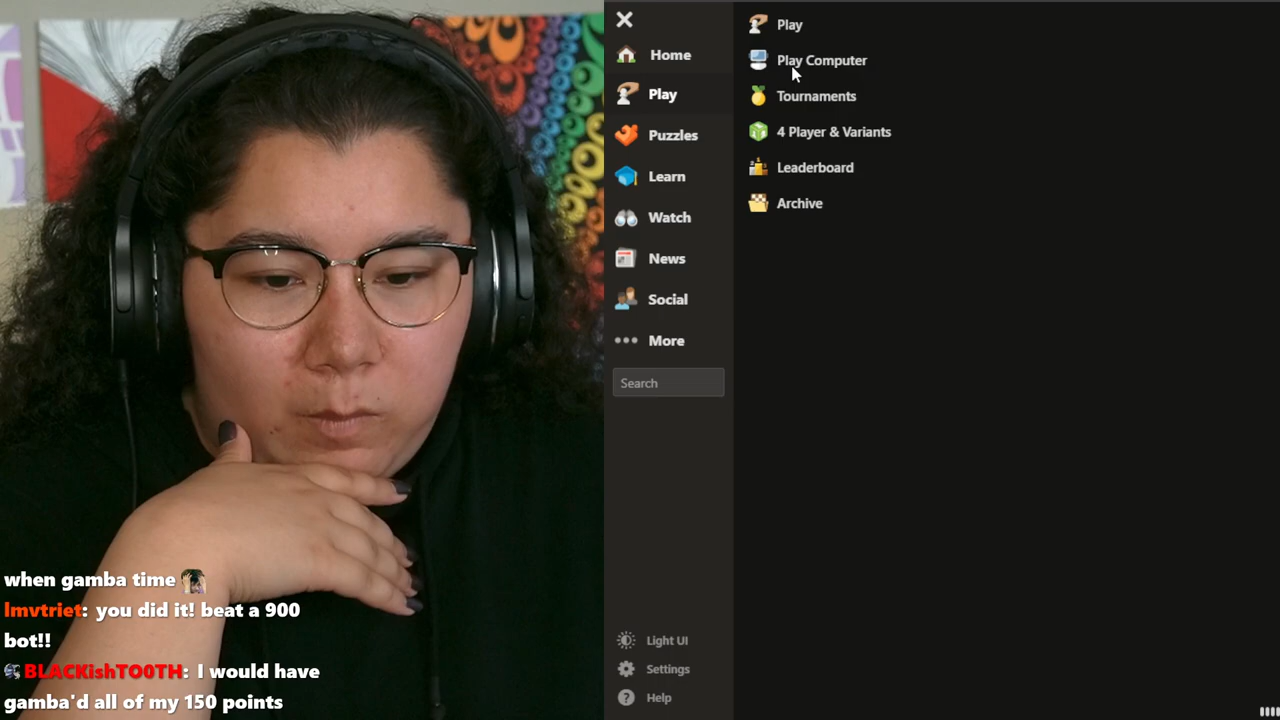 Home
Play
Puzzles
Learn
Watch
News
Social
More
Search
Light UI
Settings
Help
Play
Play Computer
Tournaments
4 Player & Variants
Leaderboard
Archive
when gamba time
lmvtriet: you did it! beat a 900
bot!!
BLACKishTO0TH: I would have
gamba'd all of my 150 points